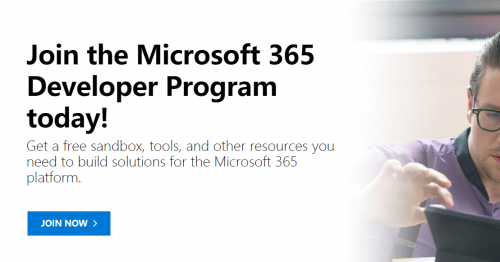 Join the Microsoft 365
Developer Program
today!
Get a free sandbox, tools, and other resources you
need to build solutions for the Microsoft 365
platform.
JOIN NOW >